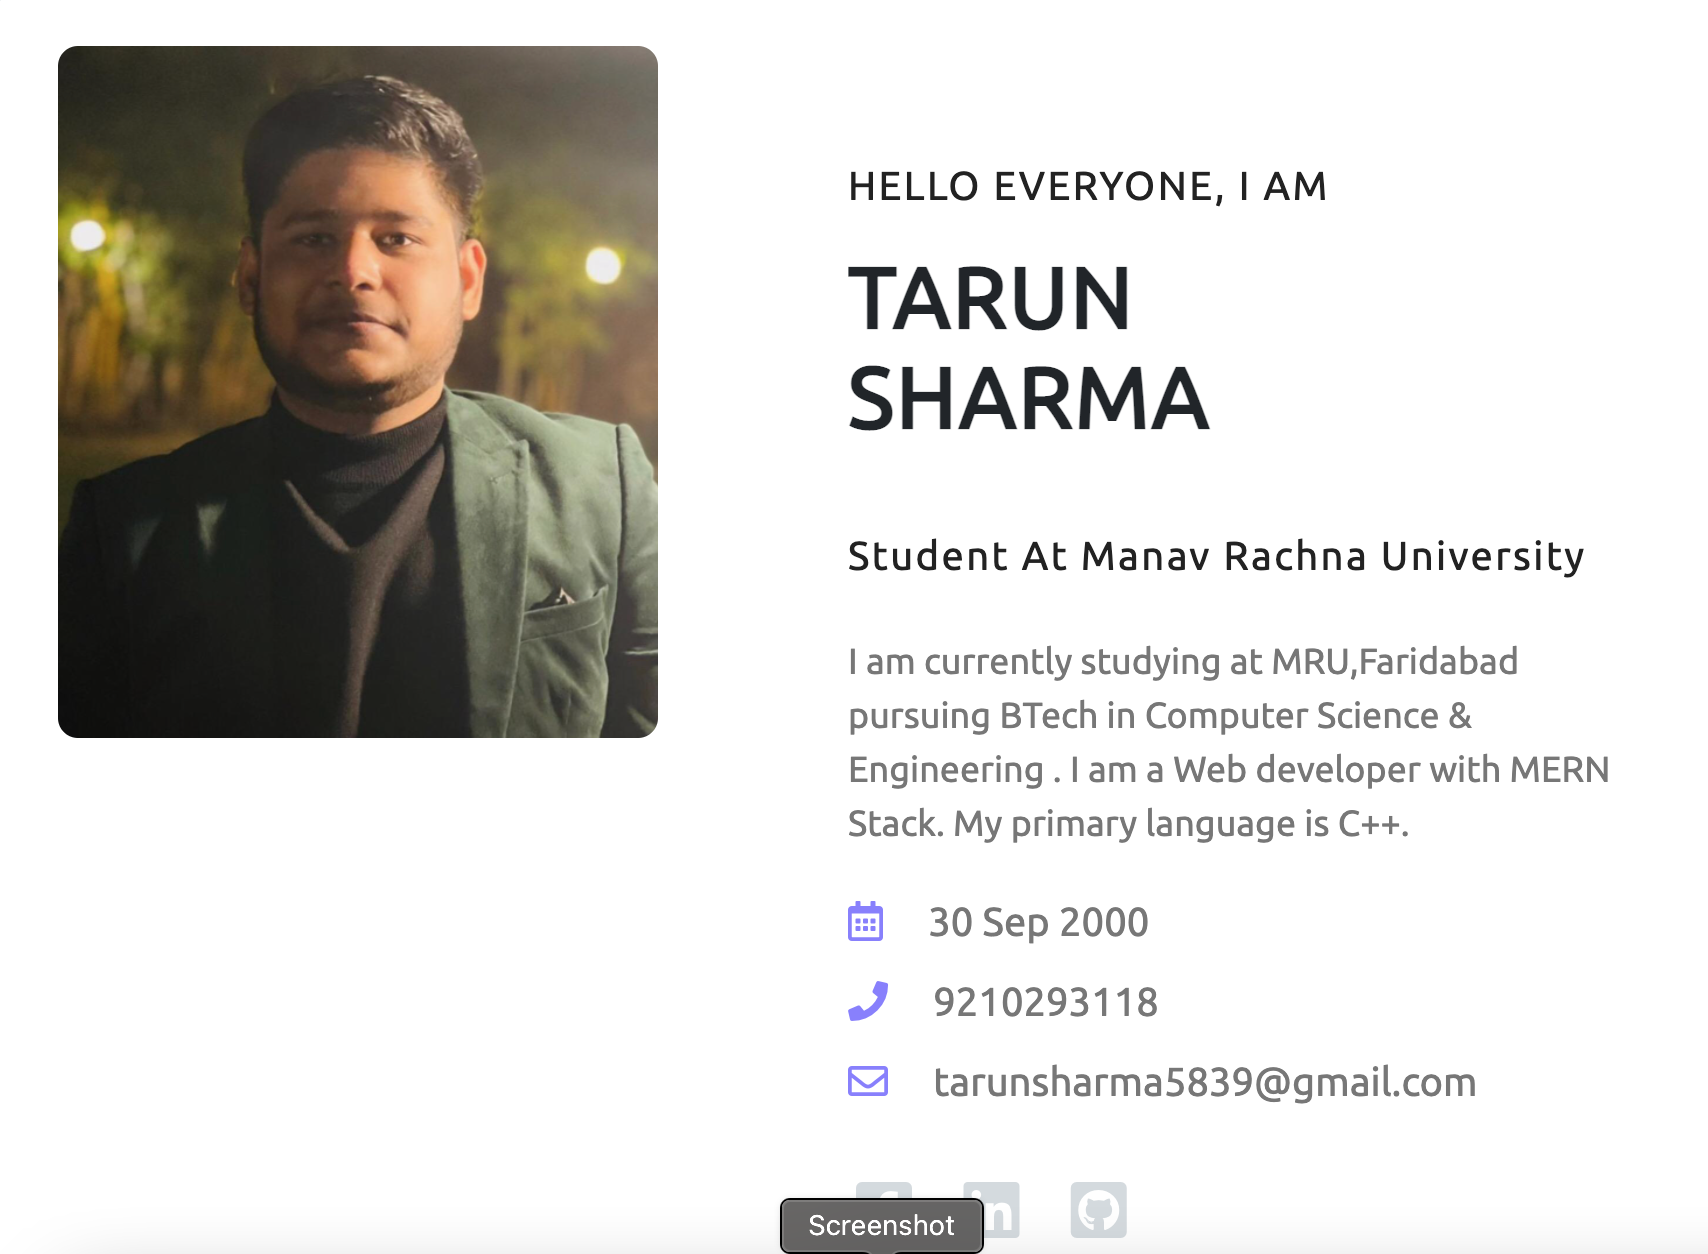 HELLO EVERYONE, I AM
TARUN
SHARMA
Student At Manav Rachna University
I am currently studying at MRU,Faridabad
pursuing BTech in Computer Science &
Engineering . I am a Web developer with MERN
Stack. My primary language is C++.
30 Sep 2000
9210293118
tarunsharma5839@gmail.com
in
Screenshot